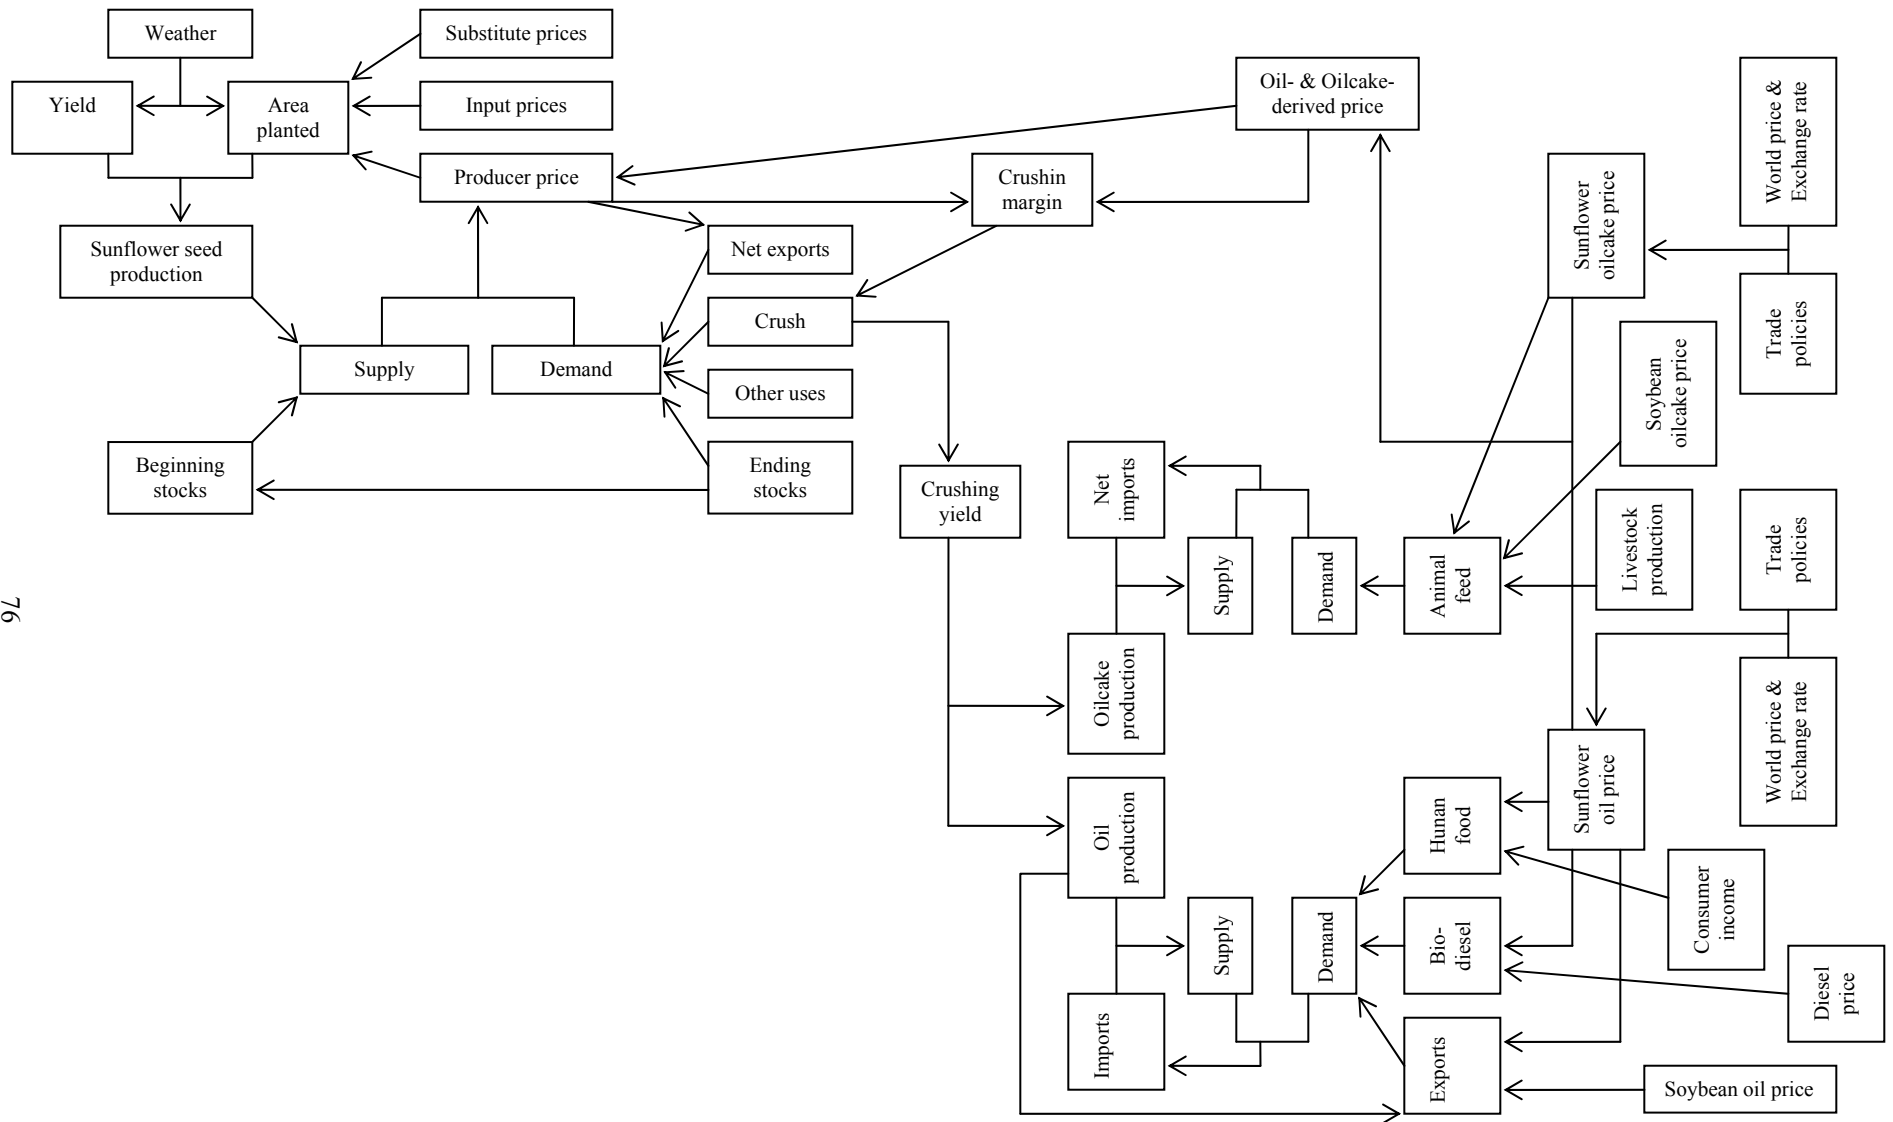 Weather
Substitute prices
Yield
Area
planted
Input prices
Oil- & Oilcake-
derived price
World price &
Exchange rate
Producer price
Crushin
margin
Sunflower
oilcake price
Sunflower seed
production
Net exports
Trade
policies
Crush
Soybean
oilcake price
Supply
Demand
Other uses
Beginning
stocks
Ending
stocks
Crushing
yield
Net
imports
Supply
Demand
Animal
feed
Livestock
production
Trade
policies
76
Oilcake
production
World price &
Exchange rate
Sunflower
oil price
Oil
production
Hunan
food
Consumer
income
Supply
Demand
Bio-
diesel
Diesel
price
Imports
Exports
Soybean oil price